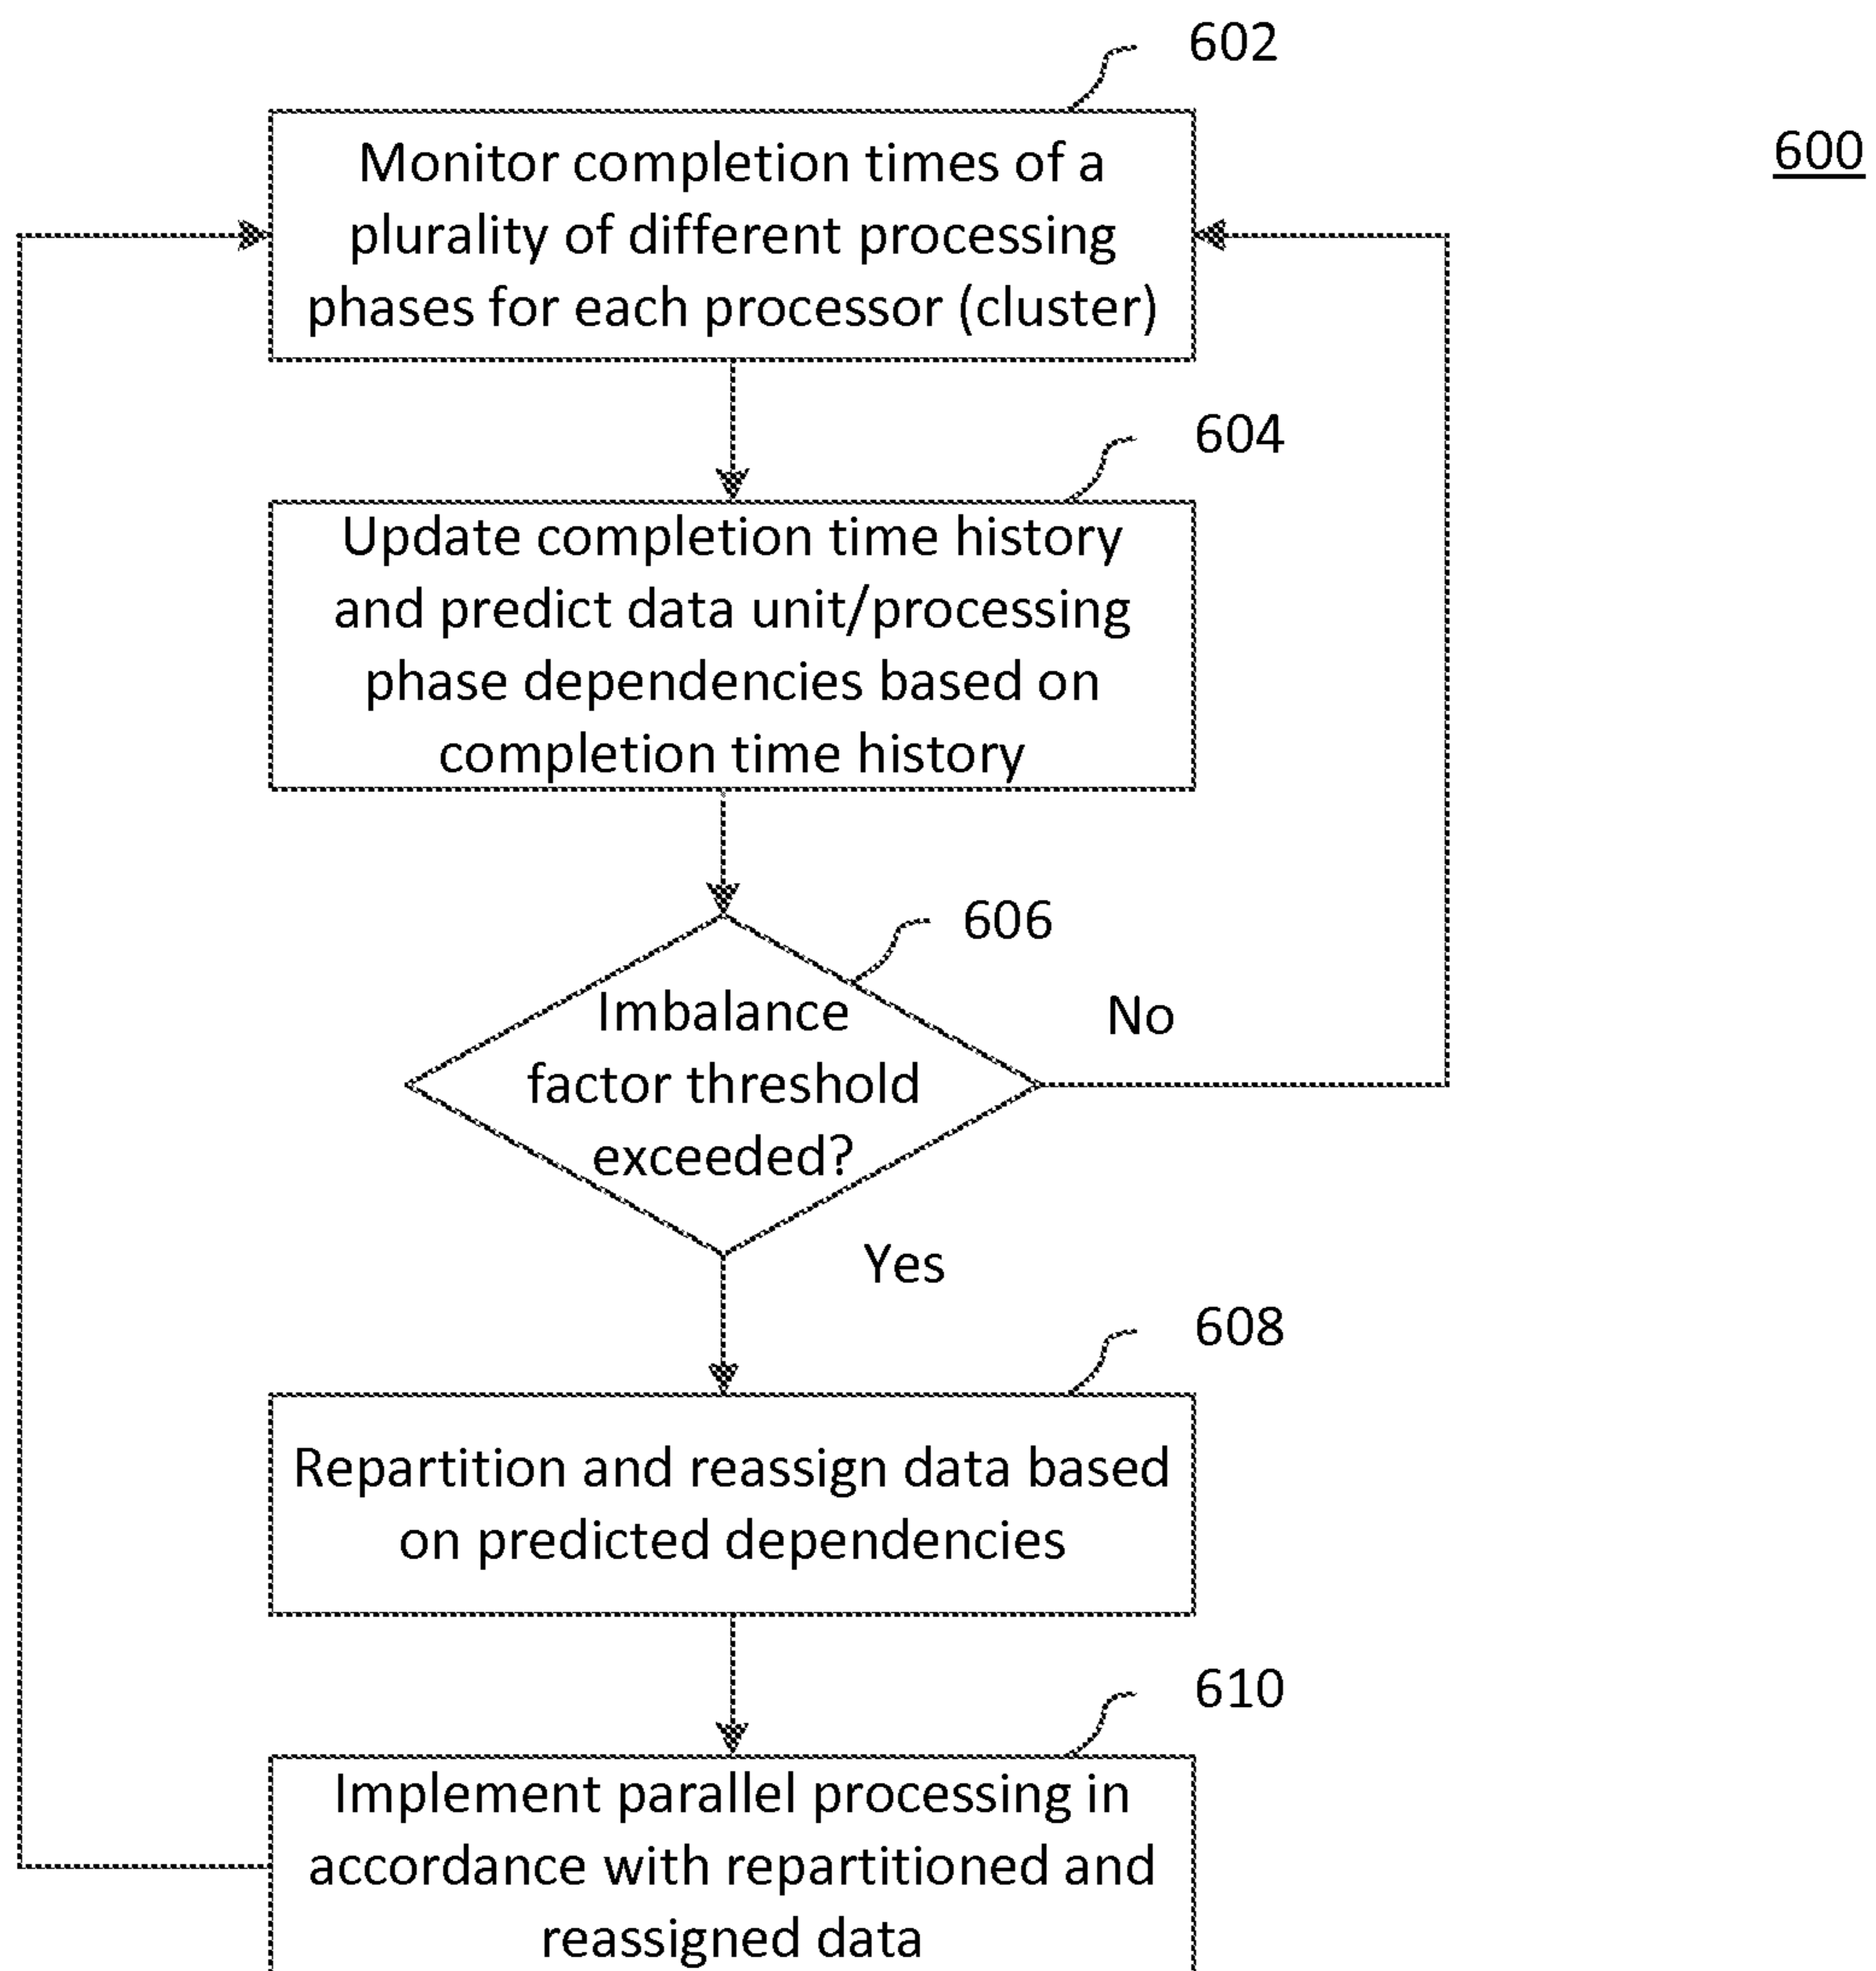 602
600
Monitor completion times of a
plurality of different processing
phases for each processor (cluster)
604
Update completion time history
and predict data unit/processing
phase dependencies based on
completion time history
606
Imbalance
factor threshold
exceeded?
No
Yes
608
Repartition and reassign data based
on predicted dependencies
610
Implement parallel processing in
accordance with repartitioned and
reassigned data